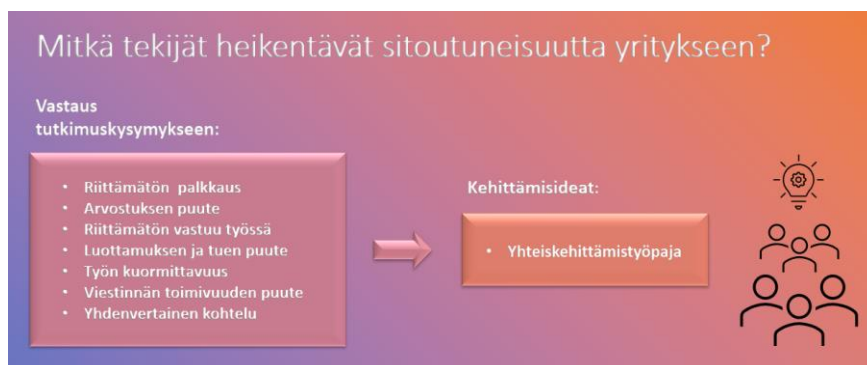 Mitkä tekijät heikentävät sitoutuneisuutta yritykseen?
Vastaus
tutkimuskysymykseen:
• Riittämätön palkkaus
• Arvostuksen puute
• Riittämätön vastuu työssä
• Luottamuksen ja tuen puute
• Työn kuormittavuus
• Viestinnän toimivuuden puute
• Yhdenvertainen kohtelu
Kehittämisideat:
• Yhteiskehittämistyöpaja